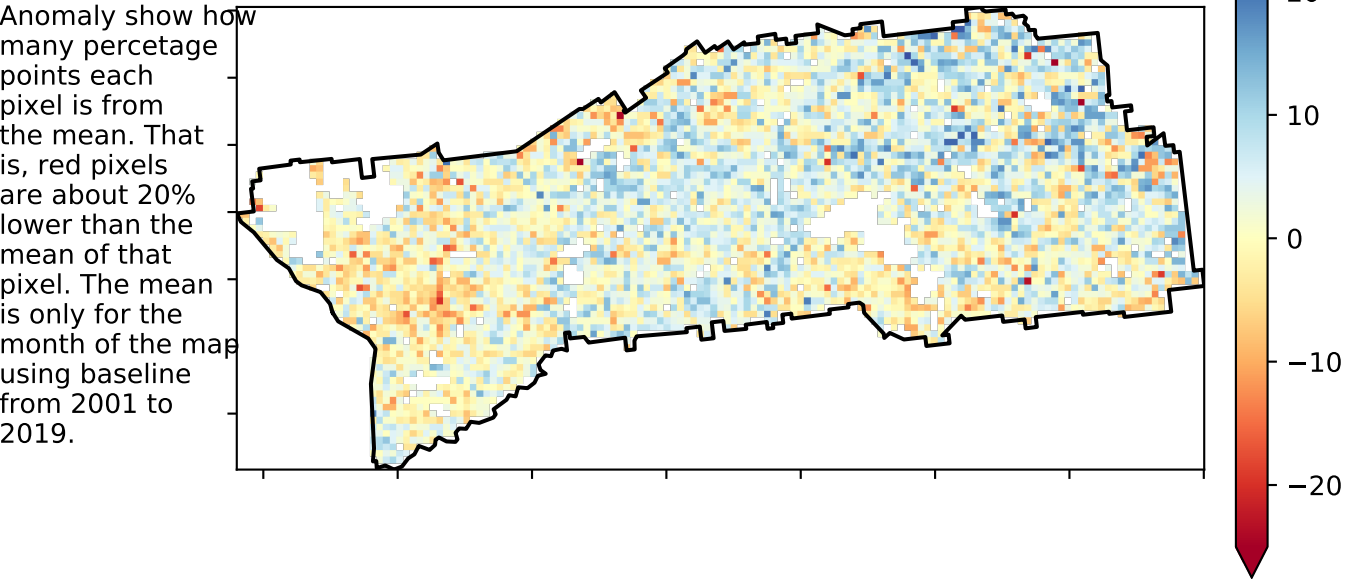 Anomaly show how
many percetage
points each
pixel is from
the mean. That
is, red pixels
are about 20%
lower than the
mean of that
pixel. The mean
is only for the
month of the map
using baseline
from 2001 to
2019.
10
0
−10
−20